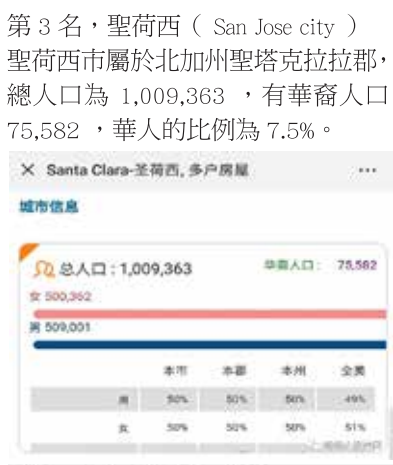 第 3 名，聖荷西（ San Jose city ）
聖荷西市屬於北加州聖塔克拉拉郡，
總人口為 1,009,363 ，有華裔人口
75,582 ，華人的比例為 7.5%。
× Santa Clara-圣荷西, 多户房屋 ···
城市信息
总人口 : 1,009,363 华裔人口 : 75,582
女 500,362
男 509,001
本市 本郡 本州 全美
男 50% 50% 50% 49%
女 50% 50% 50% 51%